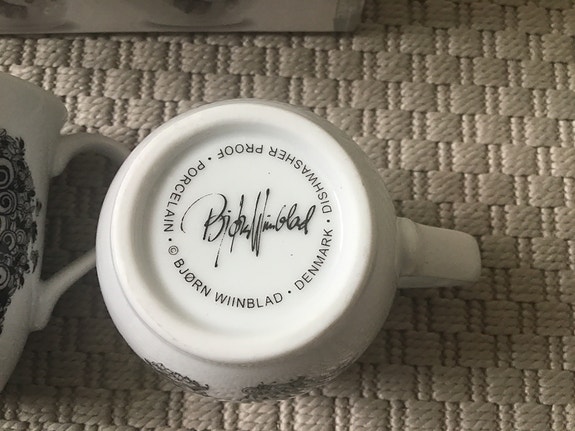 PORCELAIN • © BJØRN WIINBLAD • DENMARK • DISHWASHER PROOF •
Bjørn Wiinblad